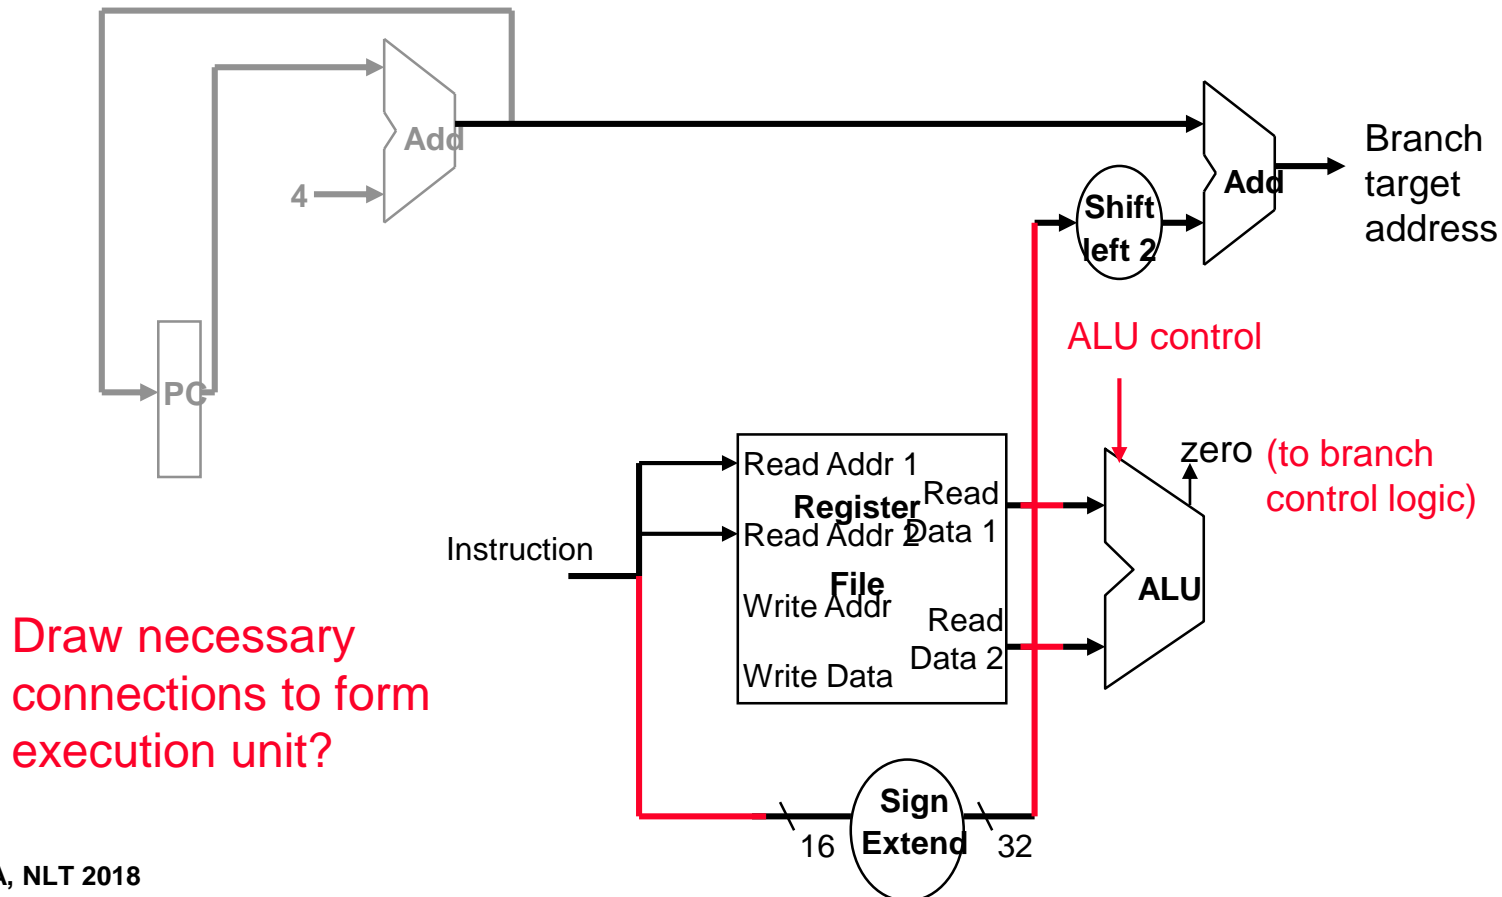 Add
4
PC
Branch
target
address
Add
Shift
left 2
ALU control
zero
(to branch
control logic)
Read Addr 1
Register
Read
Data 1
Read Addr 2
Instruction
File
Write Addr
Read
Data 2
Write Data
ALU
Draw necessary
connections to form
execution unit?
Sign
Extend
16
32
A, NLT 2018